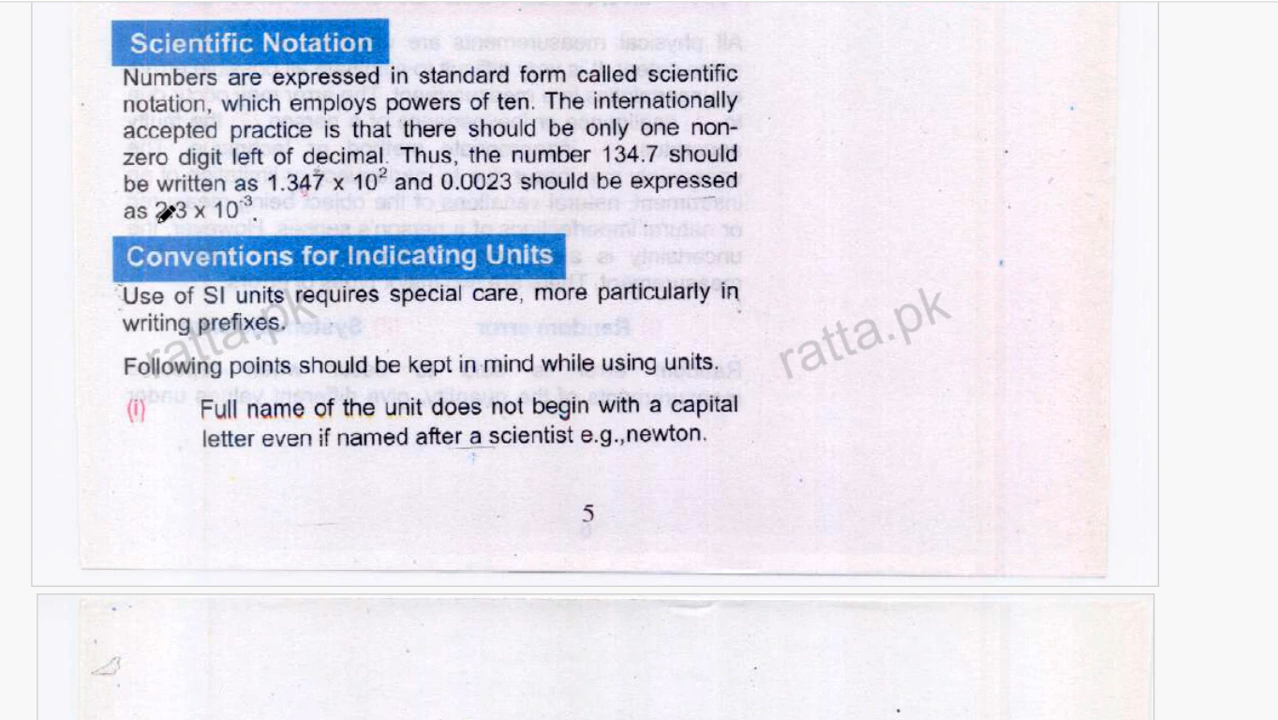 Scientific Notation
Numbers are expressed in standard form called scientific
notation, which employs powers of ten. The internationally
accepted practice is that there should be only one non-
zero digit left of decimal. Thus, the number 134.7 should
be written as 1.347 x 10² and 0.0023 should be expressed
as 2.3 x 10⁻³.
Conventions for Indicating Units
Use of SI units requires special care, more particularly in
writing prefixes.
ratta.pk
ratta.pk
Following points should be kept in mind while using units.
(i) Full name of the unit does not begin with a capital
letter even if named after a scientist e.g.,newton.
5